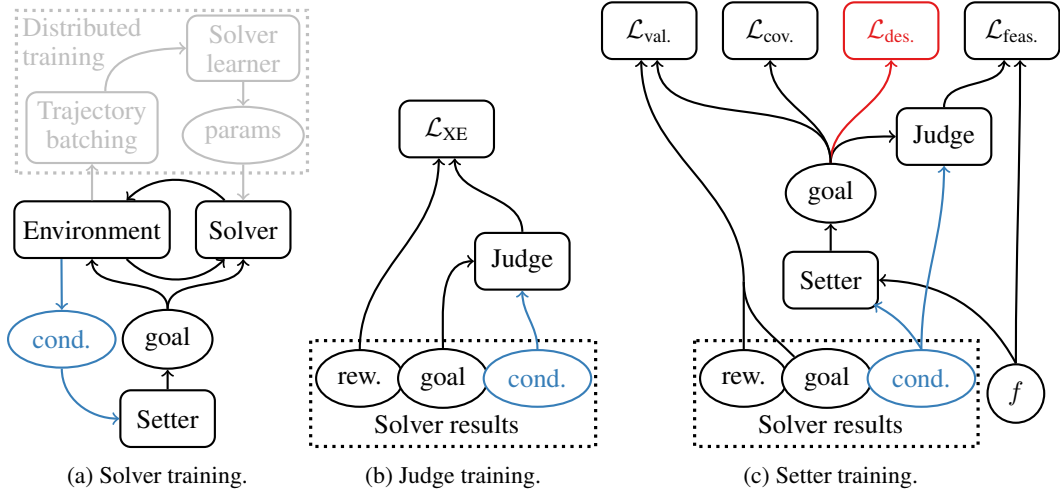 Distributed
training
Solver
learner
Trajectory
batching
params
Environment
Solver
cond.
goal
Setter
(a) Solver training.
ℒXE
Judge
rew.
goal
cond.
Solver results
(b) Judge training.
ℒval.
ℒcov.
ℒdes.
ℒfeas.
Judge
goal
Setter
rew.
goal
cond.
f
Solver results
(c) Setter training.